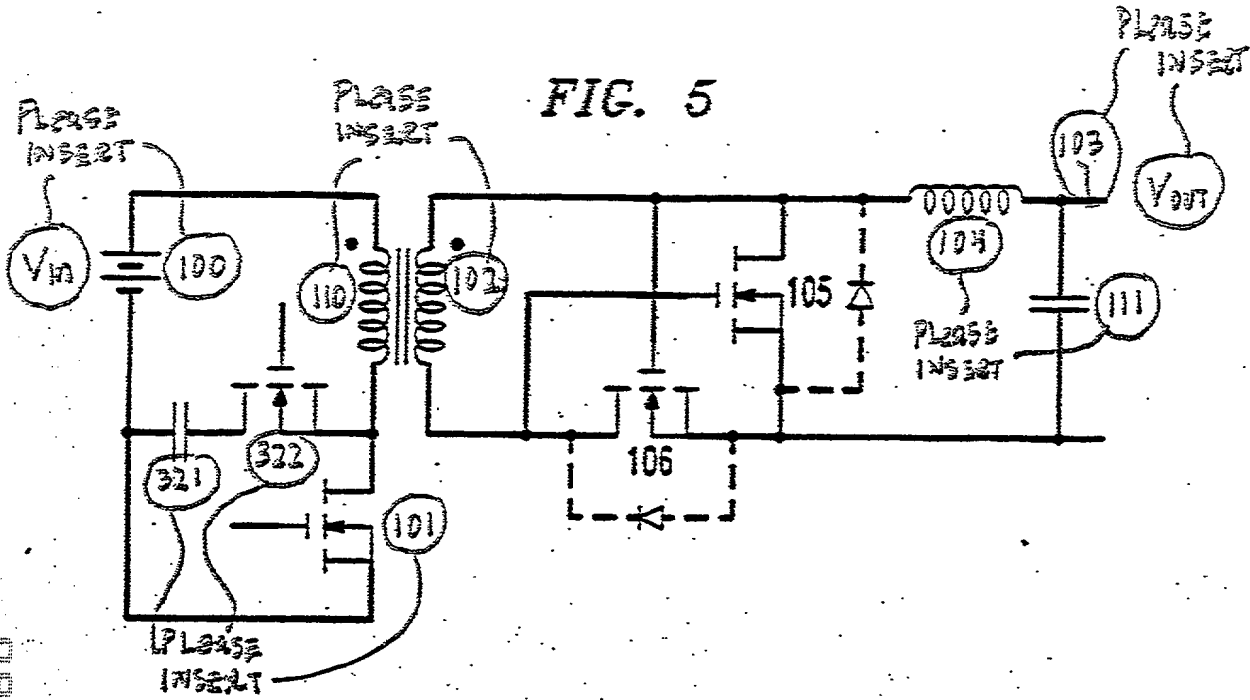 PLEASE
INSERT
FIG. 5
PLEASE
INSERT
PLEASE
INSERT
103
VOUT
VIN
100
110
102
104
105
111
PLEASE
INSERT
321
322
106
101
PLEASE
INSERT